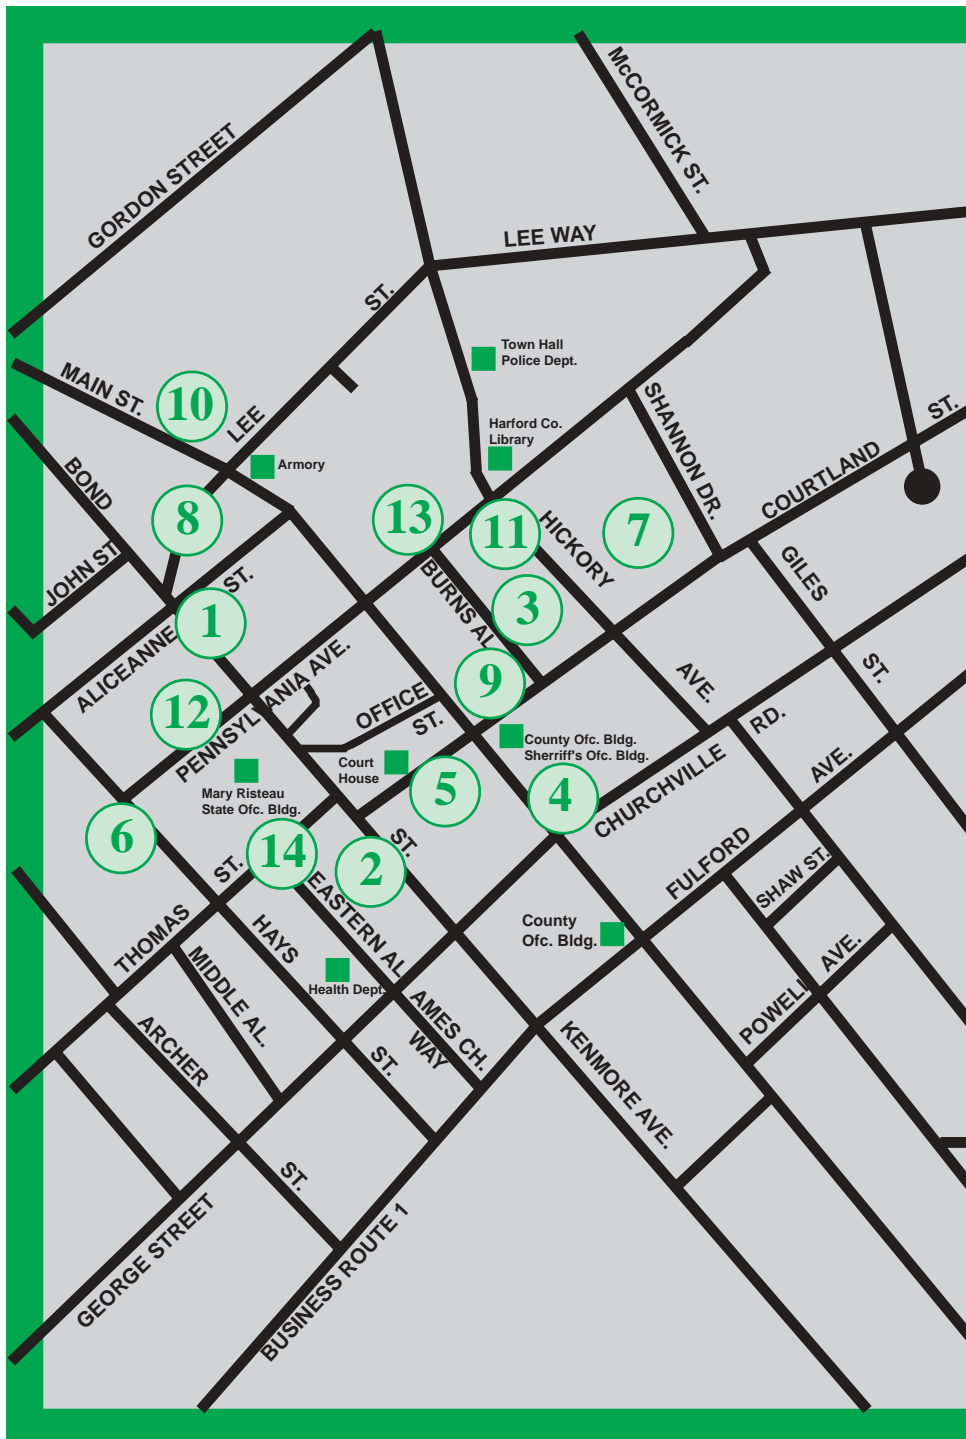 McCORMICK ST.
GORDON STREET
LEE WAY
ST.
Town Hall
Police Dept.
MAIN ST.
10
LEE
SHANNON DR.
ST.
Harford Co.
Library
COURTLAND
Armory
BOND
8
13
11
HICKORY
7
JOHN ST
ST.
BURNS AL.
GILES
3
1
ALICEANNE
PENNSYLVANIA AVE.
9
AVE.
ST.
12
OFFICE
ST.
RD.
County Ofc. Bldg.
Sheriff's Ofc. Bldg.
Court
House
AVE.
Mary Risteau
State Ofc. Bldg.
5
4
CHURCHVILLE
6
14
2
ST.
ST.
FULFORD
SHAW ST.
EASTERN AL.
THOMAS
HAYS
County
Ofc. Bldg.
AVE.
MIDDLE AL.
Health Dept.
POWELL
AMES CH.
WAY
ARCHER
ST.
KENMORE AVE.
ST.
GEORGE STREET
BUSINESS ROUTE 1